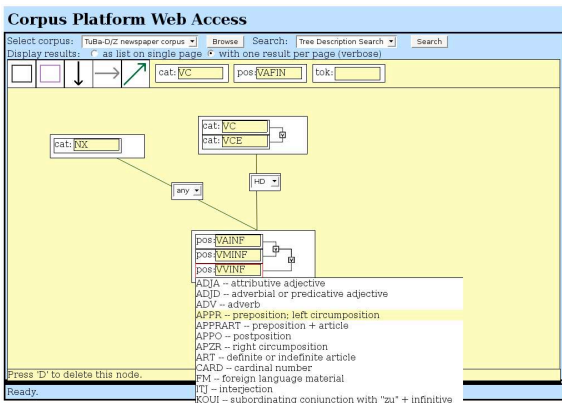 Corpus Platform Web Access
Select corpus: TuBa-D/Z newspaper corpus Browse Search: Tree Description Search Search
Display results: as list on single page with one result per page (verbose)
cat: VC pos: VAFIN tok:
cat: VC
cat: VCE
cat: NX
HD
any
pos: VAINF
pos: VMINF
pos: VVINF
ADJA -- attributive adjective
ADJD -- adverbial or predicative adjective
ADV -- adverb
APPR -- preposition; left circumposition
APPRART -- preposition + article
APPO -- postposition
APZR -- right circumposition
ART -- definite or indefinite article
CARD -- cardinal number
FM -- foreign language material
ITJ -- interjection
KOUI -- subordinating conjunction with "zu" + infinitive
Press 'D' to delete this node.
Ready.